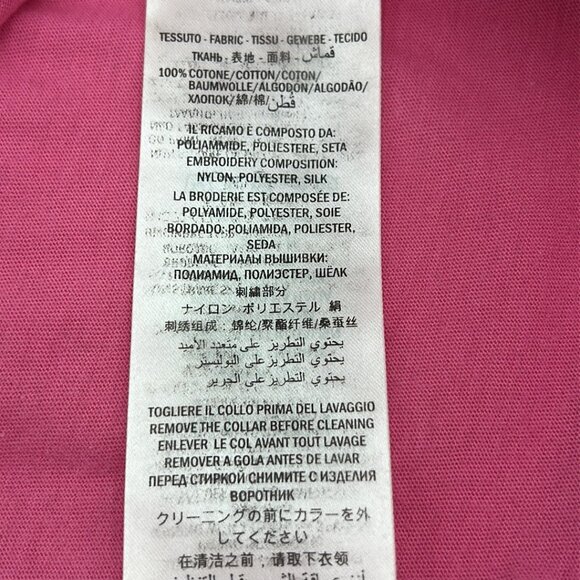 TESSUTO - FABRIC - TISSU - GEWEBE - TECIDO
ТКАНЬ - 表地 - 面料 - قماش
100% COTONE/COTTON/COTON/
BAUMWOLLE/ALGODON/ALGODÃO/
ХЛОПОК/綿/棉/قطن
IL RICAMO È COMPOSTO DA:
POLIAMMIDE, POLIESTERE, SETA
EMBROIDERY COMPOSITION:
NYLON, POLYESTER, SILK
LA BRODERIE EST COMPOSÉE DE:
POLYAMIDE, POLYESTER, SOIE
BORDADO: POLIAMIDA, POLIESTER,
SEDA
МАТЕРИАЛЫ ВЫШИВКИ:
ПОЛИАМИД, ПОЛИЭСТЕР, ШЁЛК
刺繍部分
ナイロン ポリエステル 絹
刺绣组成：锦纶/聚酯纤维/桑蚕丝
يحتوي التطريز على متعدد الأميد
يحتوي التطريز على البوليستر
يحتوي التطريز على الحرير
TOGLIERE IL COLLO PRIMA DEL LAVAGGIO
REMOVE THE COLLAR BEFORE CLEANING
ENLEVER LE COL AVANT TOUT LAVAGE
REMOVER A GOLA ANTES DE LAVAR
ПЕРЕД СТИРКОЙ СНИМИТЕ С ИЗДЕЛИЯ
ВОРОТНИК
クリーニングの前にカラーを外
してください
在清洁之前，请取下衣领